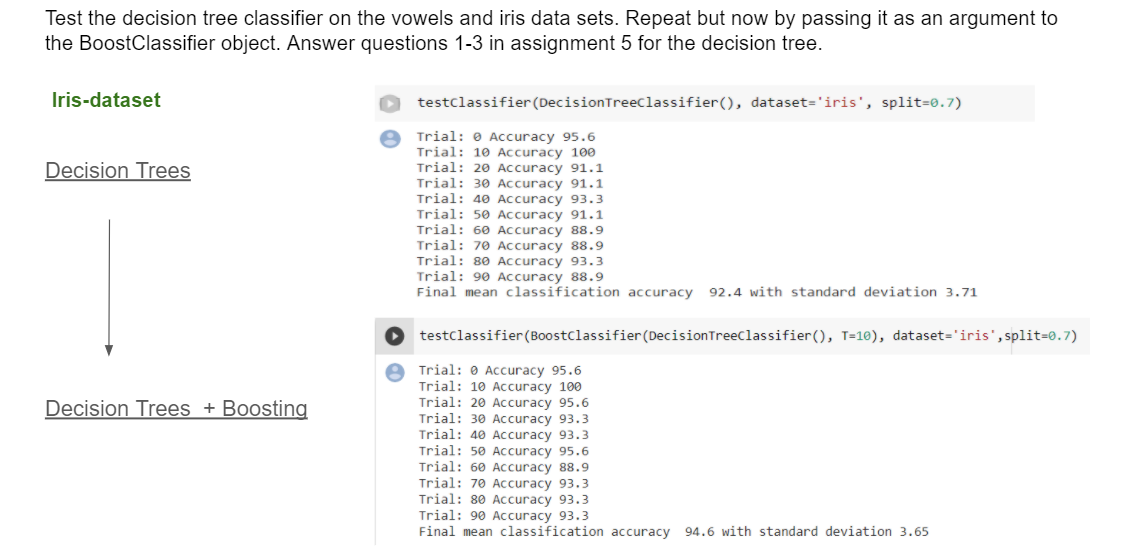 Test the decision tree classifier on the vowels and iris data sets. Repeat but now by passing it as an argument to
the BoostClassifier object. Answer questions 1-3 in assignment 5 for the decision tree.
Iris-dataset
testClassifier(DecisionTreeClassifier(), dataset='iris', split=0.7)
Trial: 0 Accuracy 95.6
Trial: 10 Accuracy 100
Decision Trees
Trial: 20 Accuracy 91.1
Trial: 30 Accuracy 91.1
Trial: 40 Accuracy 93.3
Trial: 50 Accuracy 91.1
Trial: 60 Accuracy 88.9
Trial: 70 Accuracy 88.9
Trial: 80 Accuracy 93.3
Trial: 90 Accuracy 88.9
Final mean classification accuracy  92.4 with standard deviation 3.71
testClassifier(BoostClassifier(DecisionTreeClassifier(), T=10), dataset='iris',split=0.7)
Trial: 0 Accuracy 95.6
Trial: 10 Accuracy 100
Trial: 20 Accuracy 95.6
Decision Trees  + Boosting
Trial: 30 Accuracy 93.3
Trial: 40 Accuracy 93.3
Trial: 50 Accuracy 95.6
Trial: 60 Accuracy 88.9
Trial: 70 Accuracy 93.3
Trial: 80 Accuracy 93.3
Trial: 90 Accuracy 93.3
Final mean classification accuracy  94.6 with standard deviation 3.65